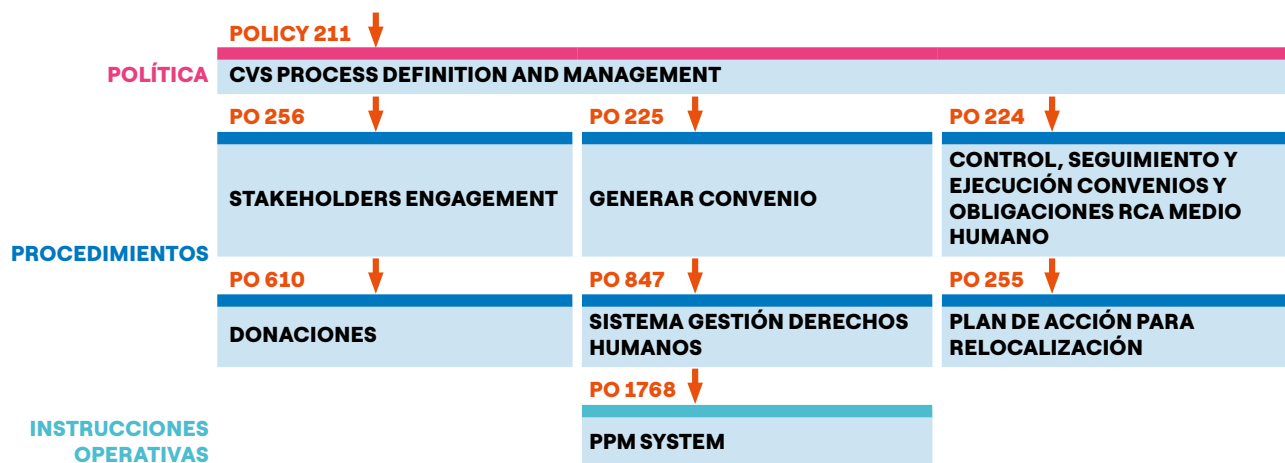 POLICY 211
POLÍTICA
CVS PROCESS DEFINITION AND MANAGEMENT
PO 256
PO 225
PO 224
STAKEHOLDERS ENGAGEMENT
GENERAR CONVENIO
CONTROL, SEGUIMIENTO Y
EJECUCIÓN CONVENIOS Y
OBLIGACIONES RCA MEDIO
HUMANO
PROCEDIMIENTOS
PO 610
PO 847
PO 255
DONACIONES
SISTEMA GESTIÓN DERECHOS
HUMANOS
PLAN DE ACCIÓN PARA
RELOCALIZACIÓN
PO 1768
INSTRUCCIONES
OPERATIVAS
PPM SYSTEM